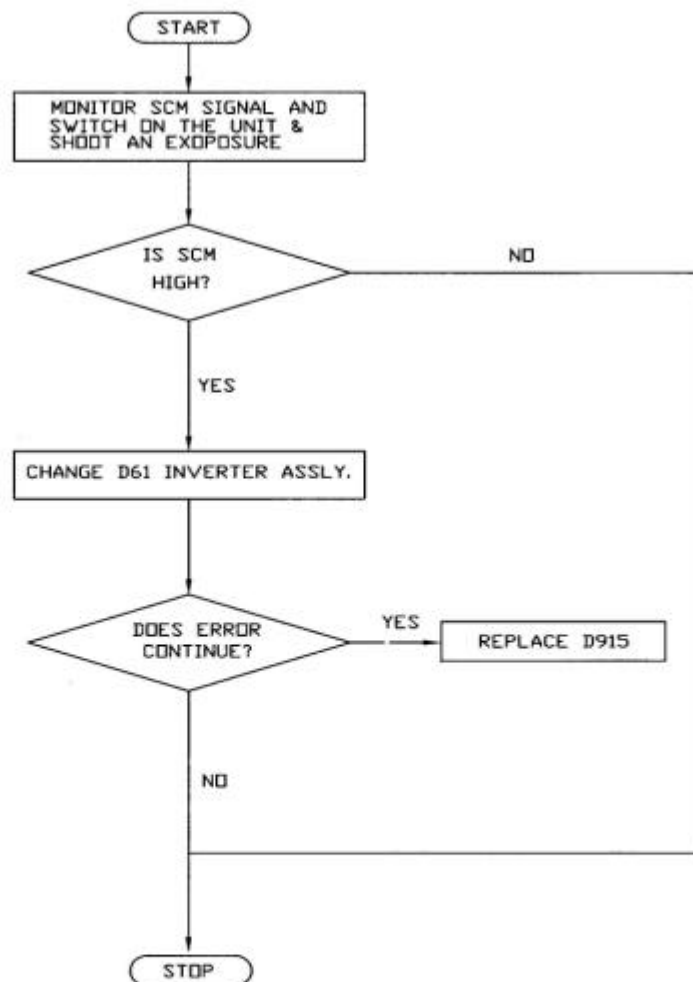 START
MONITOR SCM SIGNAL AND
SWITCH ON THE UNIT &
SHOOT AN EXOPOSURE
IS SCM
HIGH?
NO
YES
CHANGE D61 INVERTER ASSLY.
DOES ERROR
CONTINUE?
YES
REPLACE D915
NO
STOP